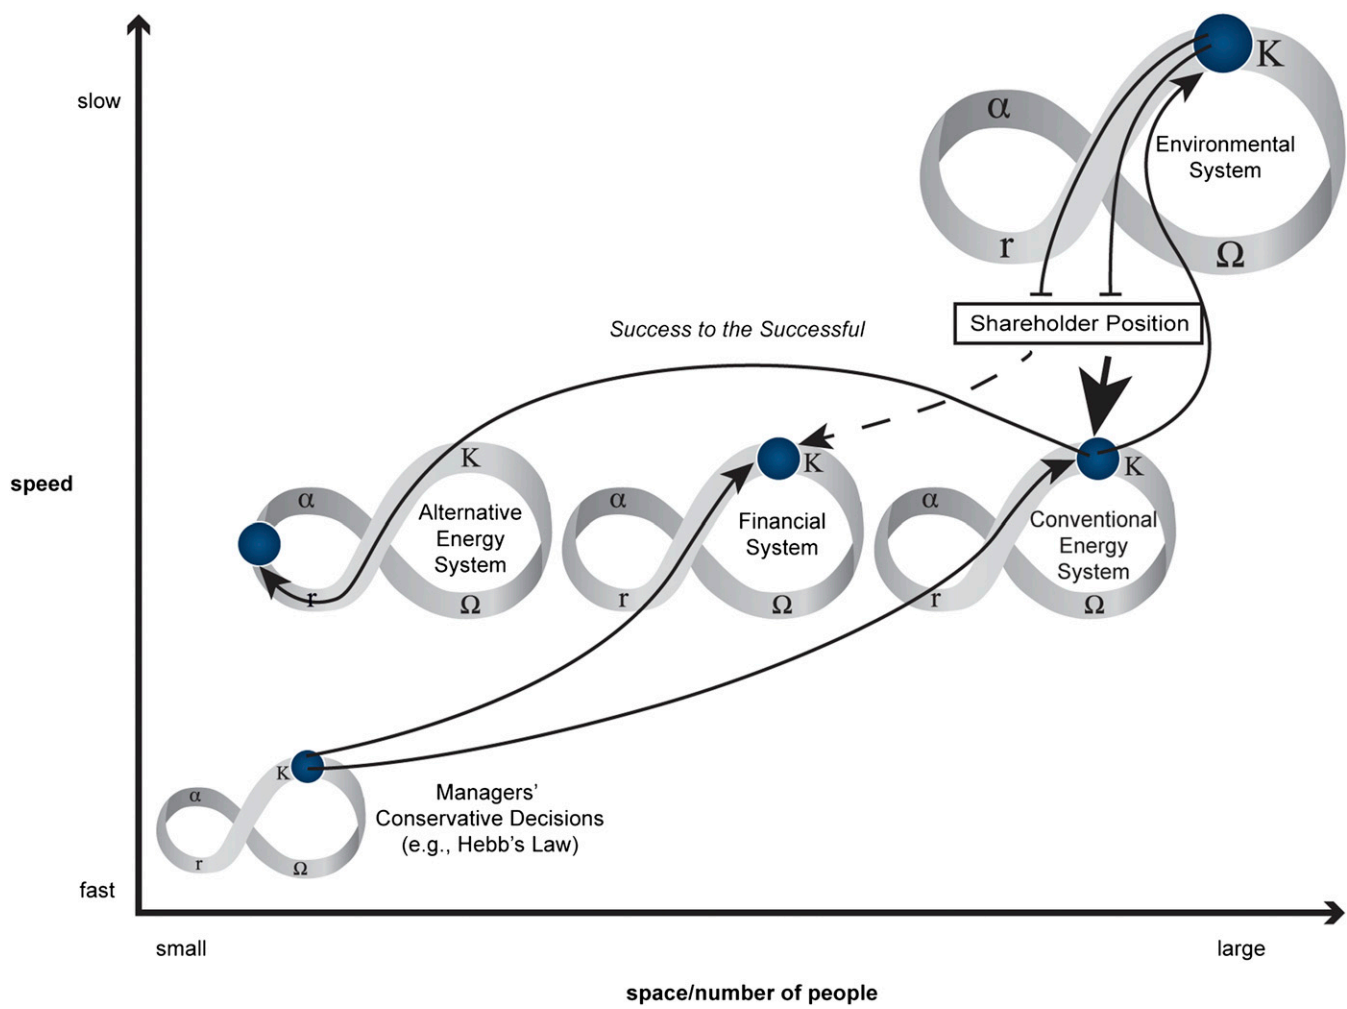 slow
α
K
Environmental
System
r
Ω
Shareholder Position
Success to the Successful
speed
α
K
Alternative
Energy
System
r
Ω
α
K
Financial
System
r
Ω
α
K
Conventional
Energy
System
r
Ω
K
α
r
Ω
Managers’
Conservative Decisions
(e.g., Hebb’s Law)
fast
small
large
space/number of people